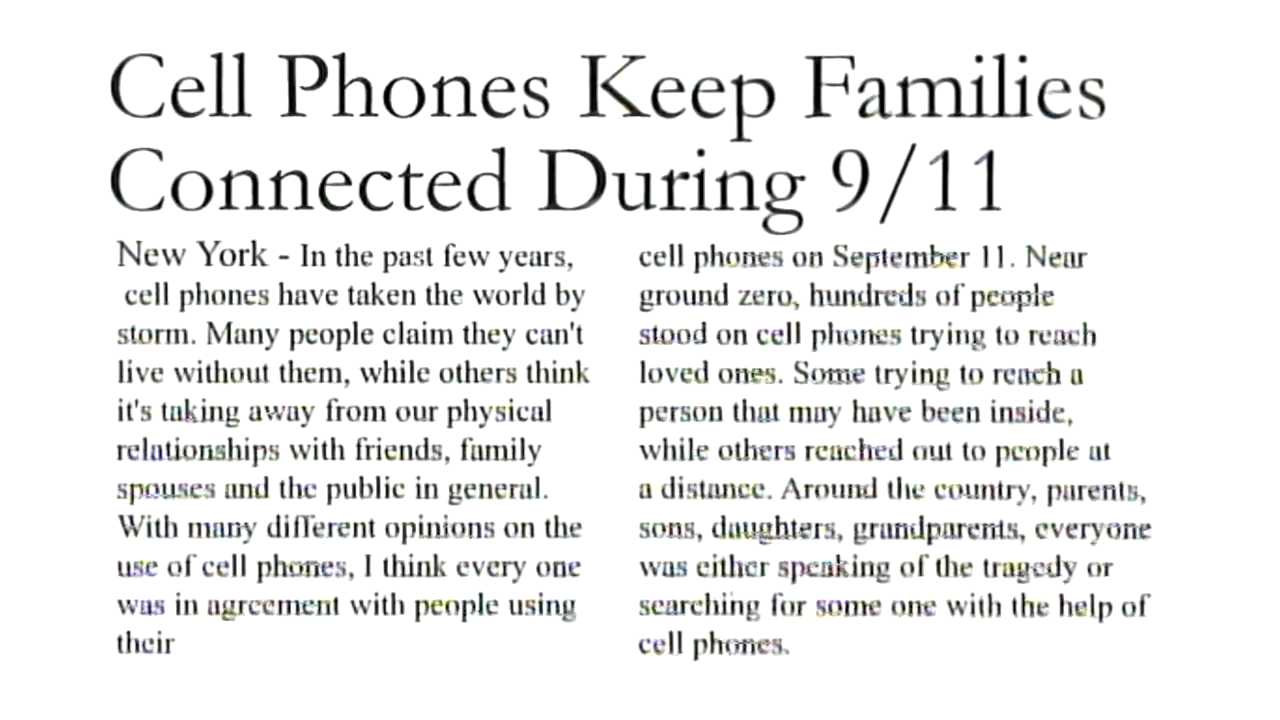 Cell Phones Keep Families
Connected During 9/11
New York - In the past few years,
cell phones have taken the world by
storm. Many people claim they can't
live without them, while others think
it's taking away from our physical
relationships with friends, family
spouses and the public in general.
With many different opinions on the
use of cell phones, I think every one
was in agreement with people using
their
cell phones on September 11. Near
ground zero, hundreds of people
stood on cell phones trying to reach
loved ones. Some trying to reach a
person that may have been inside,
while others reached out to people at
a distance. Around the country, parents,
sons, daughters, grandparents, everyone
was either speaking of the tragedy or
searching for some one with the help of
cell phones.